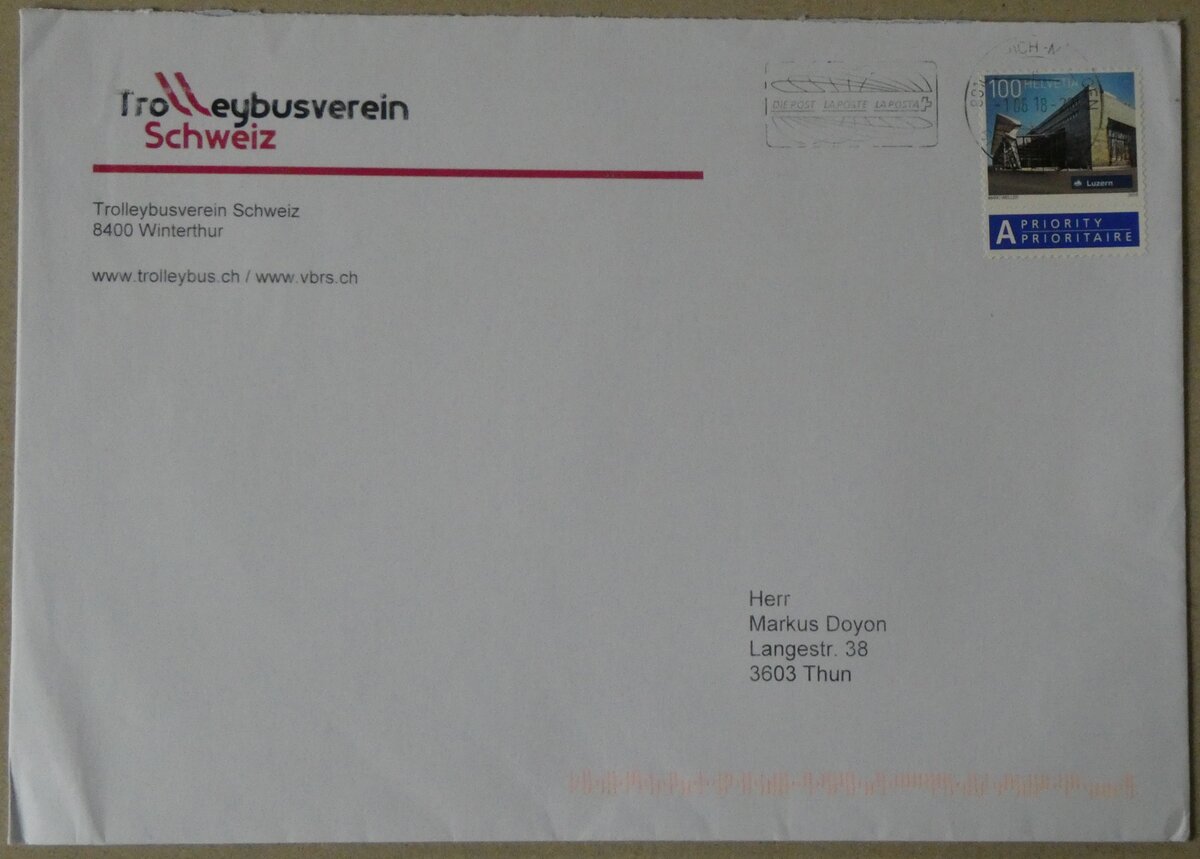 Trolleybusverein
Schweiz
Trolleybusverein Schweiz
8400 Winterthur
www.trolleybus.ch / www.vbrs.ch
DIE POST LA POSTE LA POSTA
100 HELVETIA
Luzern
A PRIORITY
PRIORITAIRE
Herr
Markus Doyon
Langestr. 38
3603 Thun